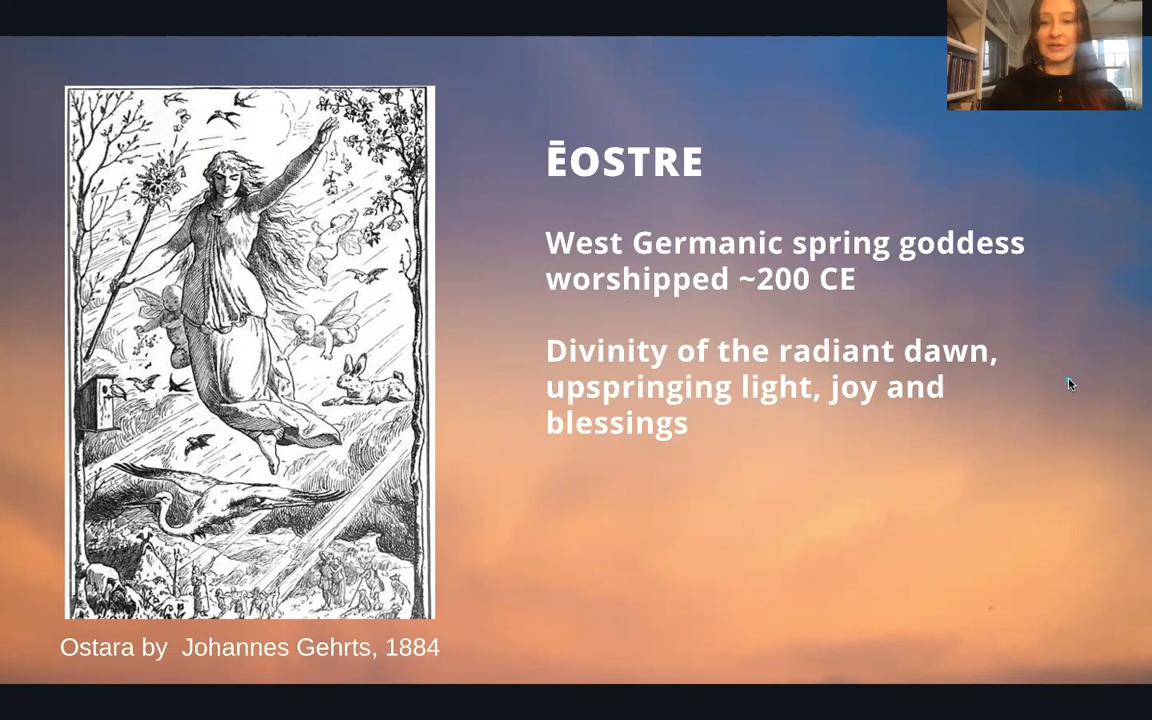 ĒOSTRE
West Germanic spring goddess
worshipped ~200 CE
Divinity of the radiant dawn,
upspringing light, joy and
blessings
Ostara by  Johannes Gehrts, 1884